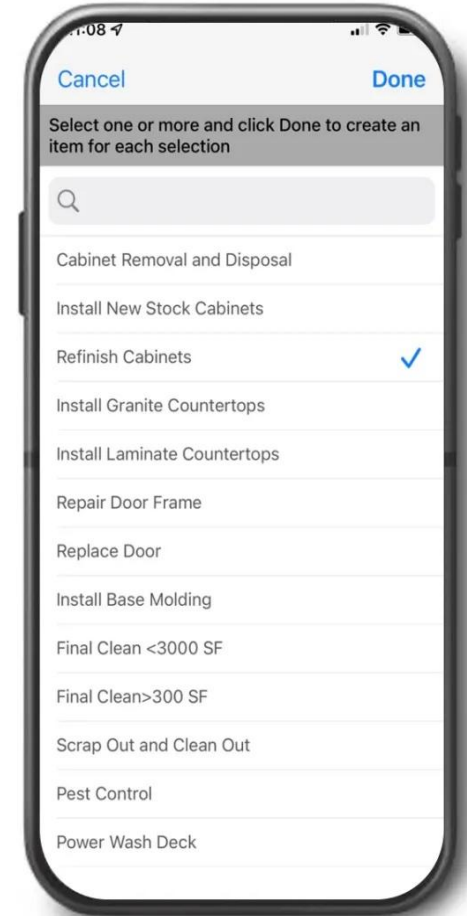 :08
Cancel
Done
Select one or more and click Done to create an
item for each selection
Cabinet Removal and Disposal
Install New Stock Cabinets
Refinish Cabinets
Install Granite Countertops
Install Laminate Countertops
Repair Door Frame
Replace Door
Install Base Molding
Final Clean <3000 SF
Final Clean>300 SF
Scrap Out and Clean Out
Pest Control
Power Wash Deck